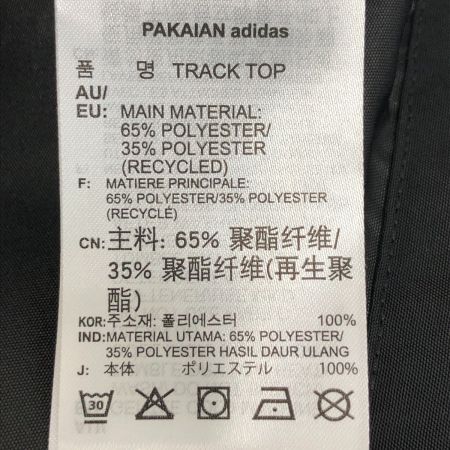 PAKAIAN adidas
품 명 TRACK TOP
AU/
EU: MAIN MATERIAL:
65% POLYESTER/
35% POLYESTER
(RECYCLED)
F: MATIERE PRINCIPALE:
65% POLYESTER/35% POLYESTER
(RECYCLÉ)
CN: 主料: 65% 聚酯纤维/
35% 聚酯纤维(再生聚
酯)
KOR: 주소재: 폴리에스터 100%
IND: MATERIAL UTAMA: 65% POLYESTER/
35% POLYESTER HASIL DAUR ULANG
J: 本体 ポリエステル 100%
30